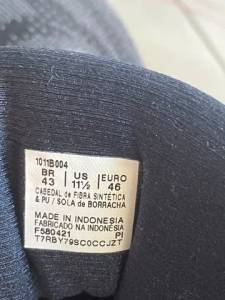 1011B004
BR | US | EURO
43 | 11½ | 46
CABEDAL de FIBRA SINTÉTICA
& PU / SOLA de BORRACHA
MADE IN INDONESIA
FABRICADO NA INDONÉSIA
F580421 PI
T7RBY79SC0CCJZT